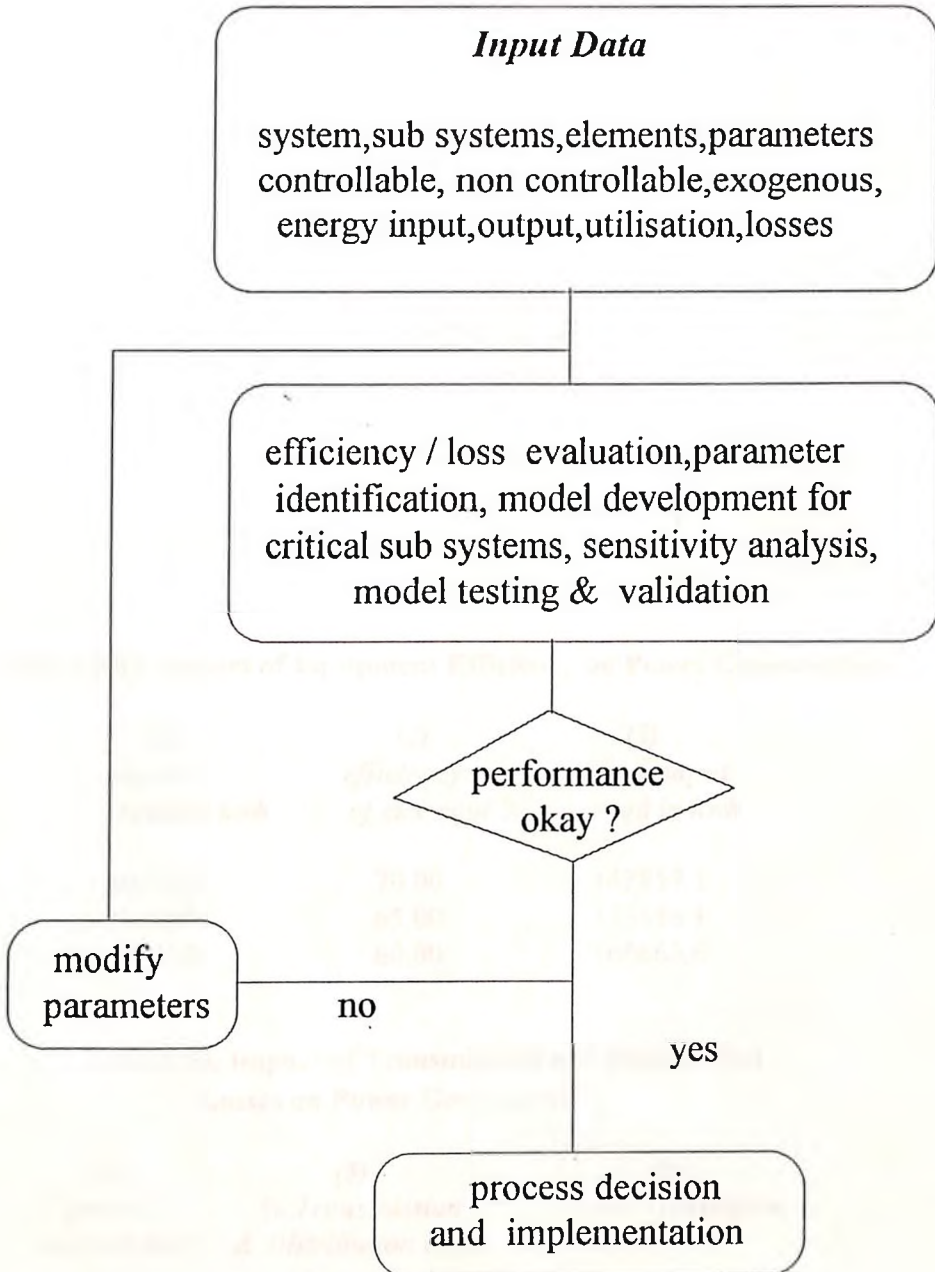 Input Data
system,sub systems,elements,parameters
controllable, non controllable,exogenous,
energy input,output,utilisation,losses
efficiency / loss evaluation,parameter
identification, model development for
critical sub systems, sensitivity analysis,
model testing & validation
performance
okay ?
modify
parameters
no
yes
process decision
and implementation